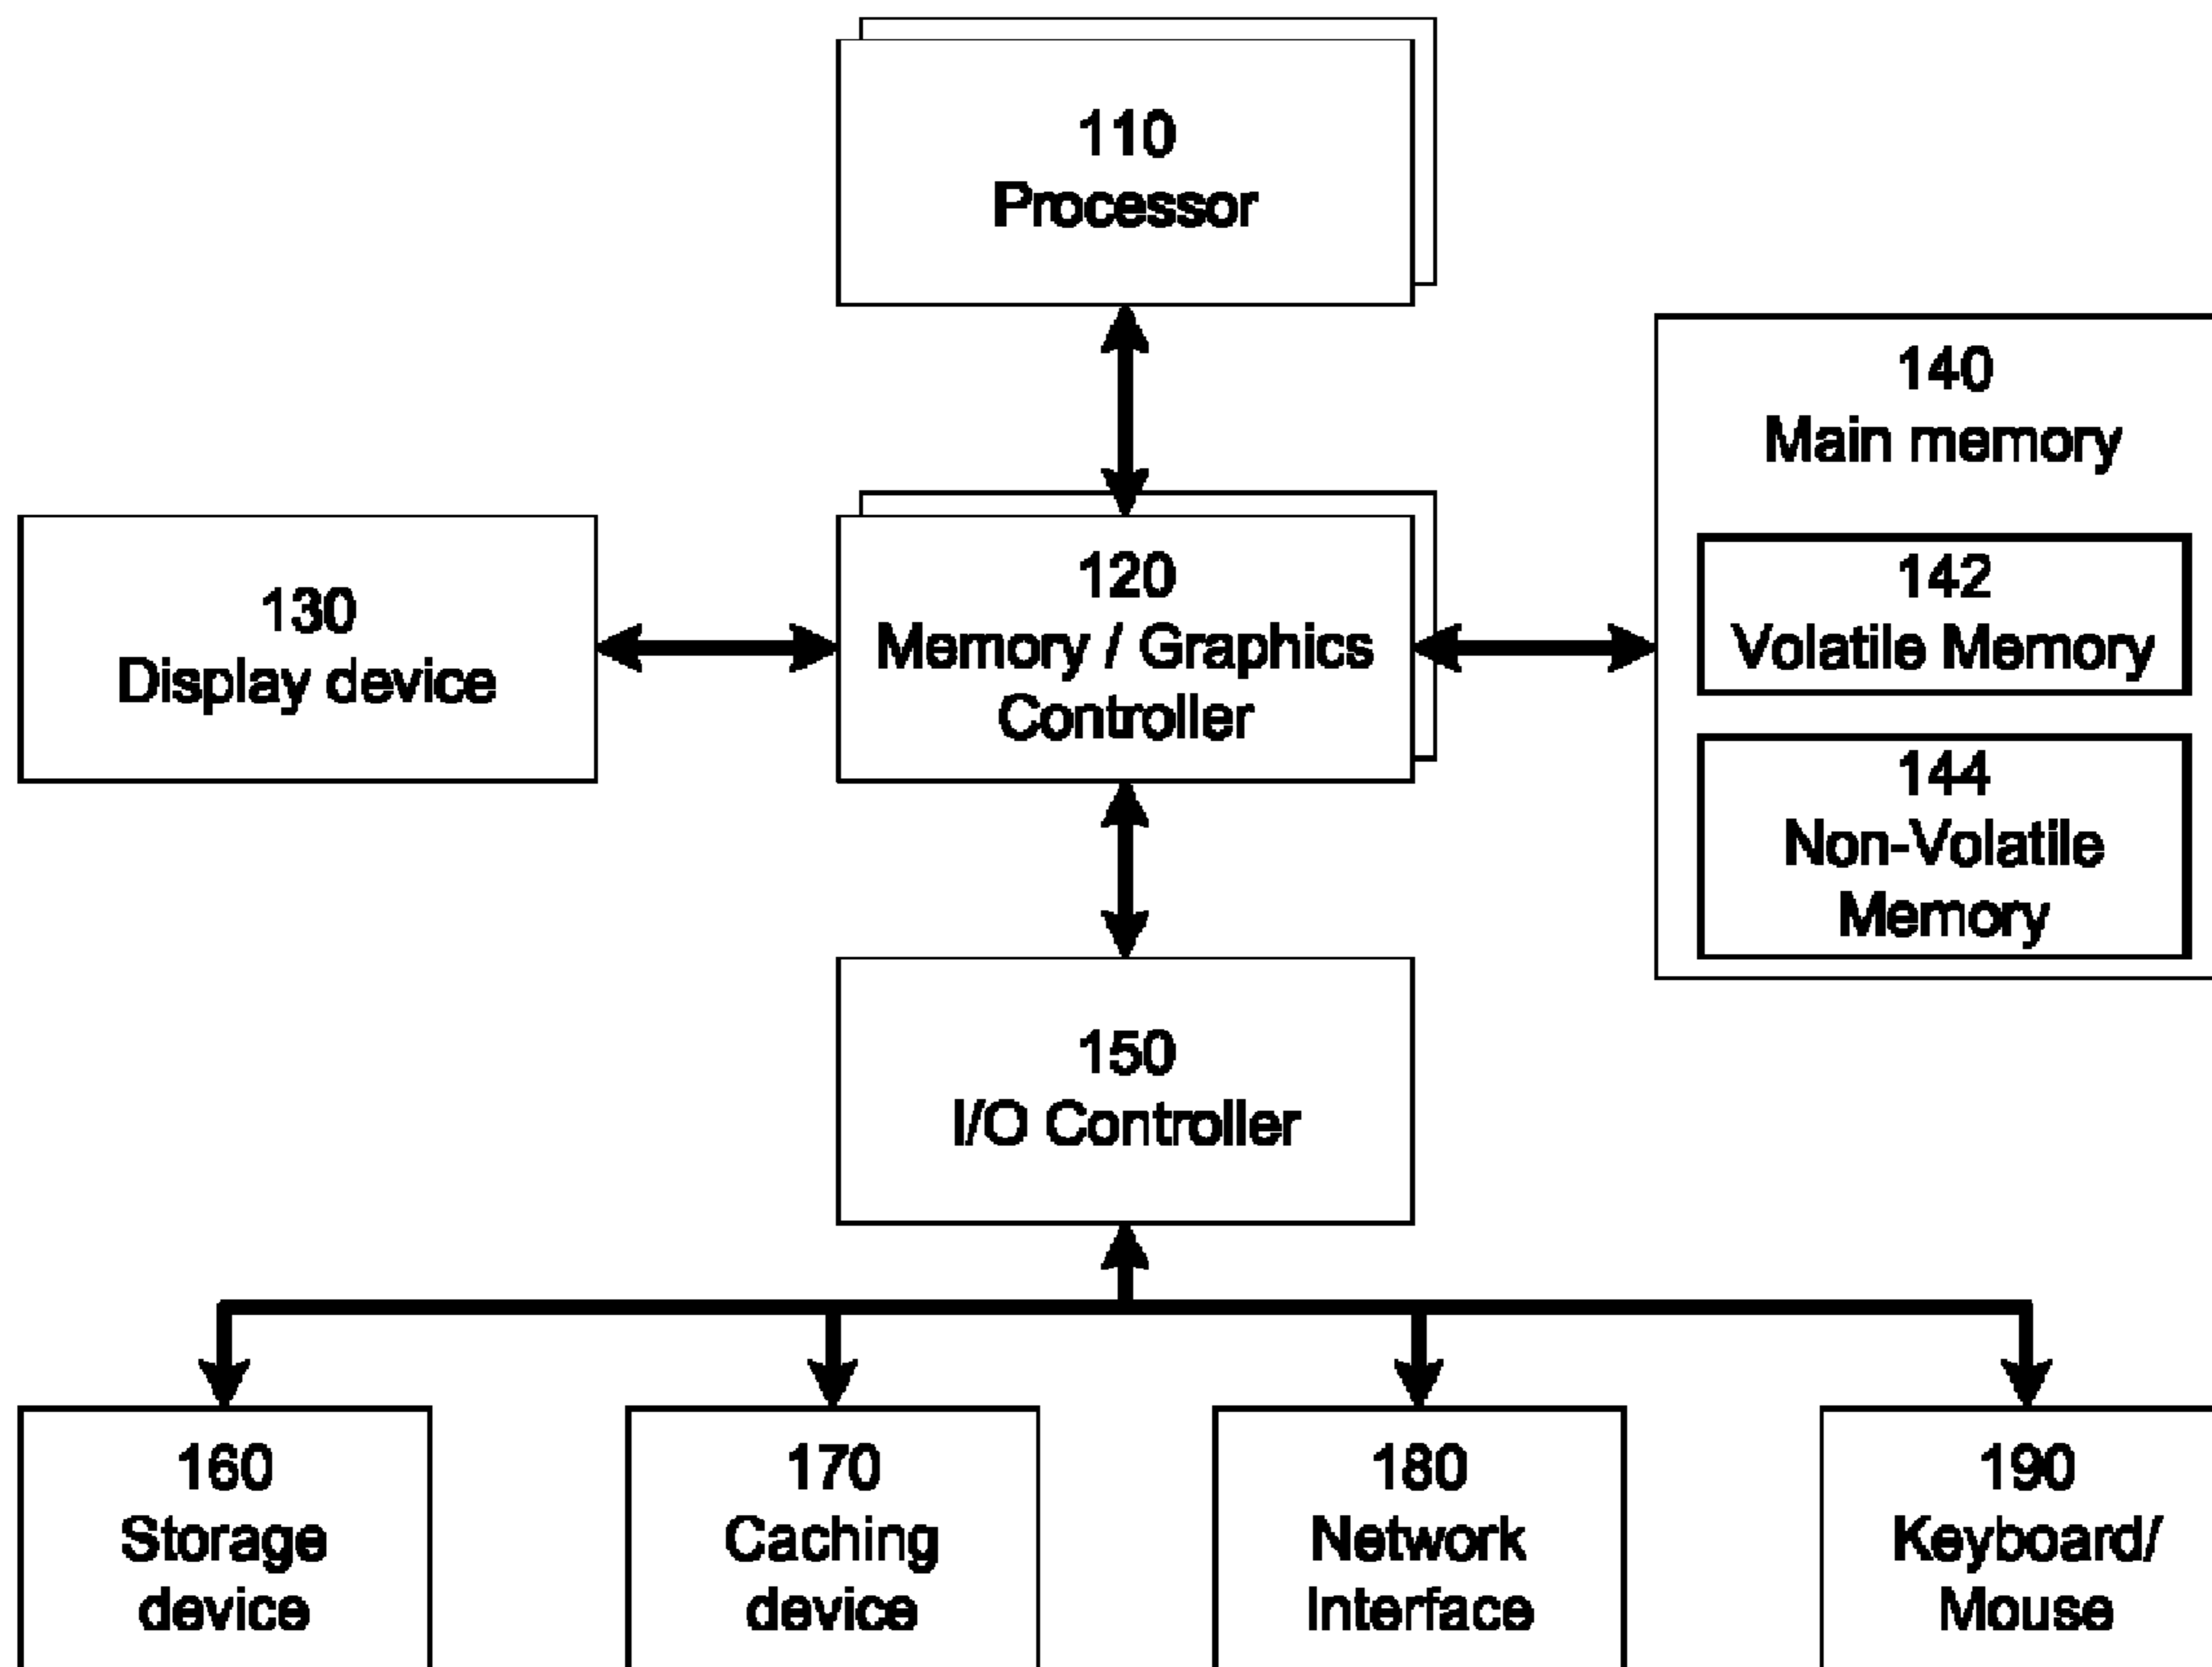 110
Processor
140
Main memory
142
Volatile Memory
144
Non-Volatile
Memory
130
Display device
120
Memory / Graphics
Controller
150
I/O Controller
160
Storage
device
170
Caching
device
180
Network
Interface
190
Keyboard/
Mouse